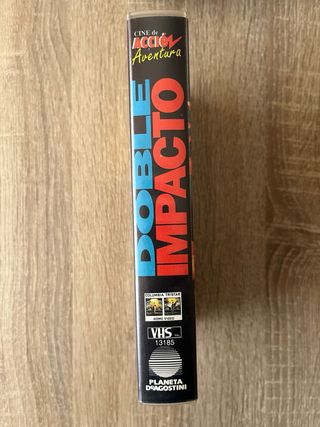 CINE de
ACCIÓN
Aventura
DOBLE
IMPACTO
COLUMBIA TRISTAR
HOME VIDEO
VHS
13185
PLANETA
DEAGOSTINI